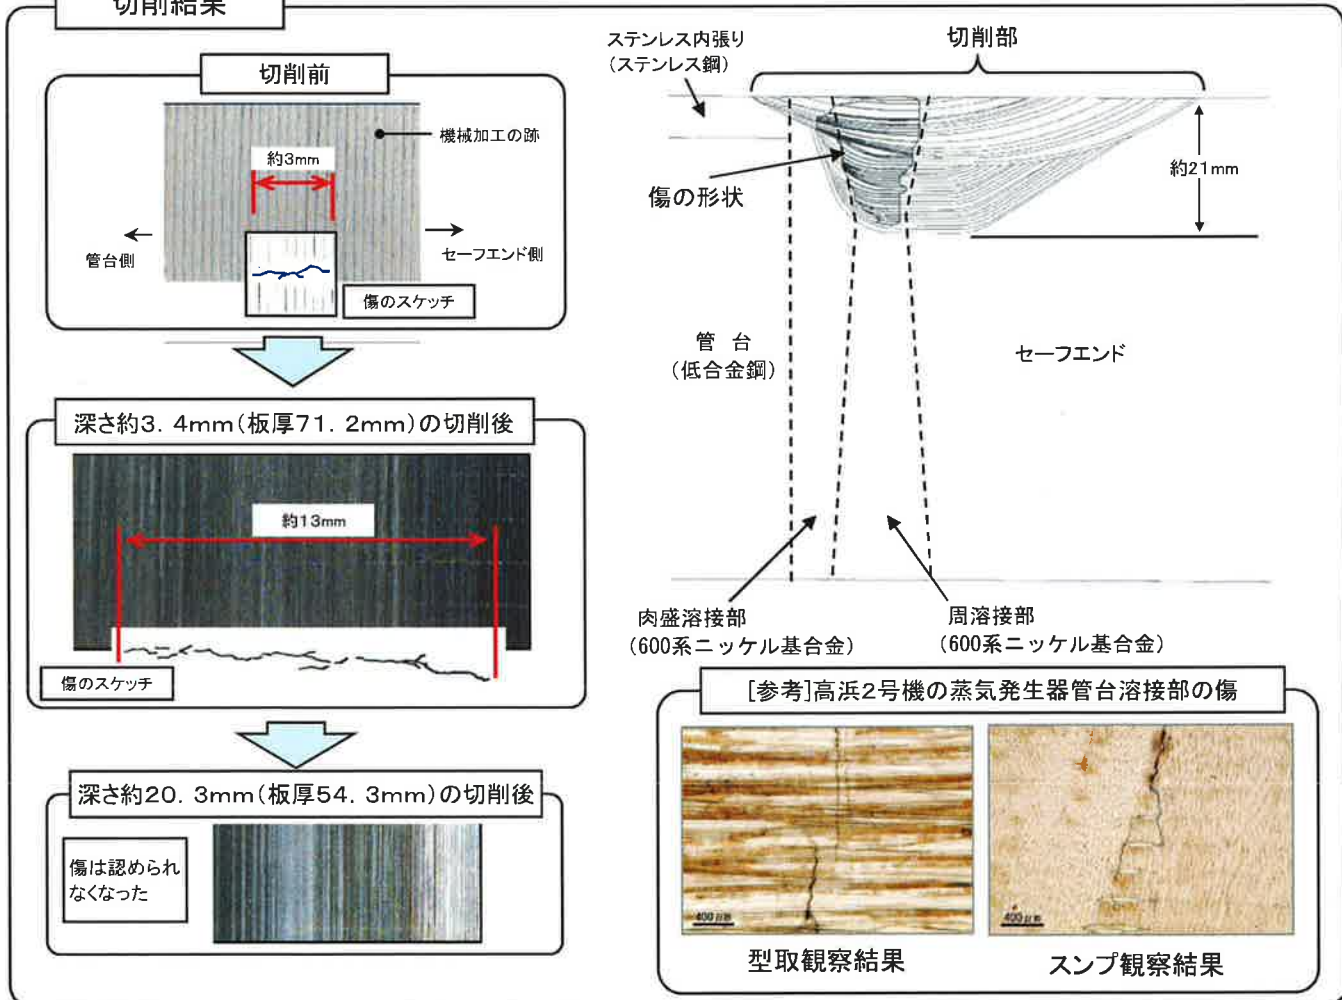 切削結果
切削前
機械加工の跡
約3mm
管台側
セーフエンド側
傷のスケッチ
深さ約3. 4mm(板厚71. 2mm)の切削後
約13mm
傷のスケッチ
深さ約20. 3mm(板厚54. 3mm)の切削後
傷は認められ
なくなった
ステンレス内張り
(ステンレス鋼)
切削部
約21mm
傷の形状
管 台
(低合金鋼)
セーフエンド
肉盛溶接部
(600系ニッケル基合金)
周溶接部
(600系ニッケル基合金)
[参考]高浜2号機の蒸気発生器管台溶接部の傷
400μm
400μm
型取観察結果
スンプ観察結果